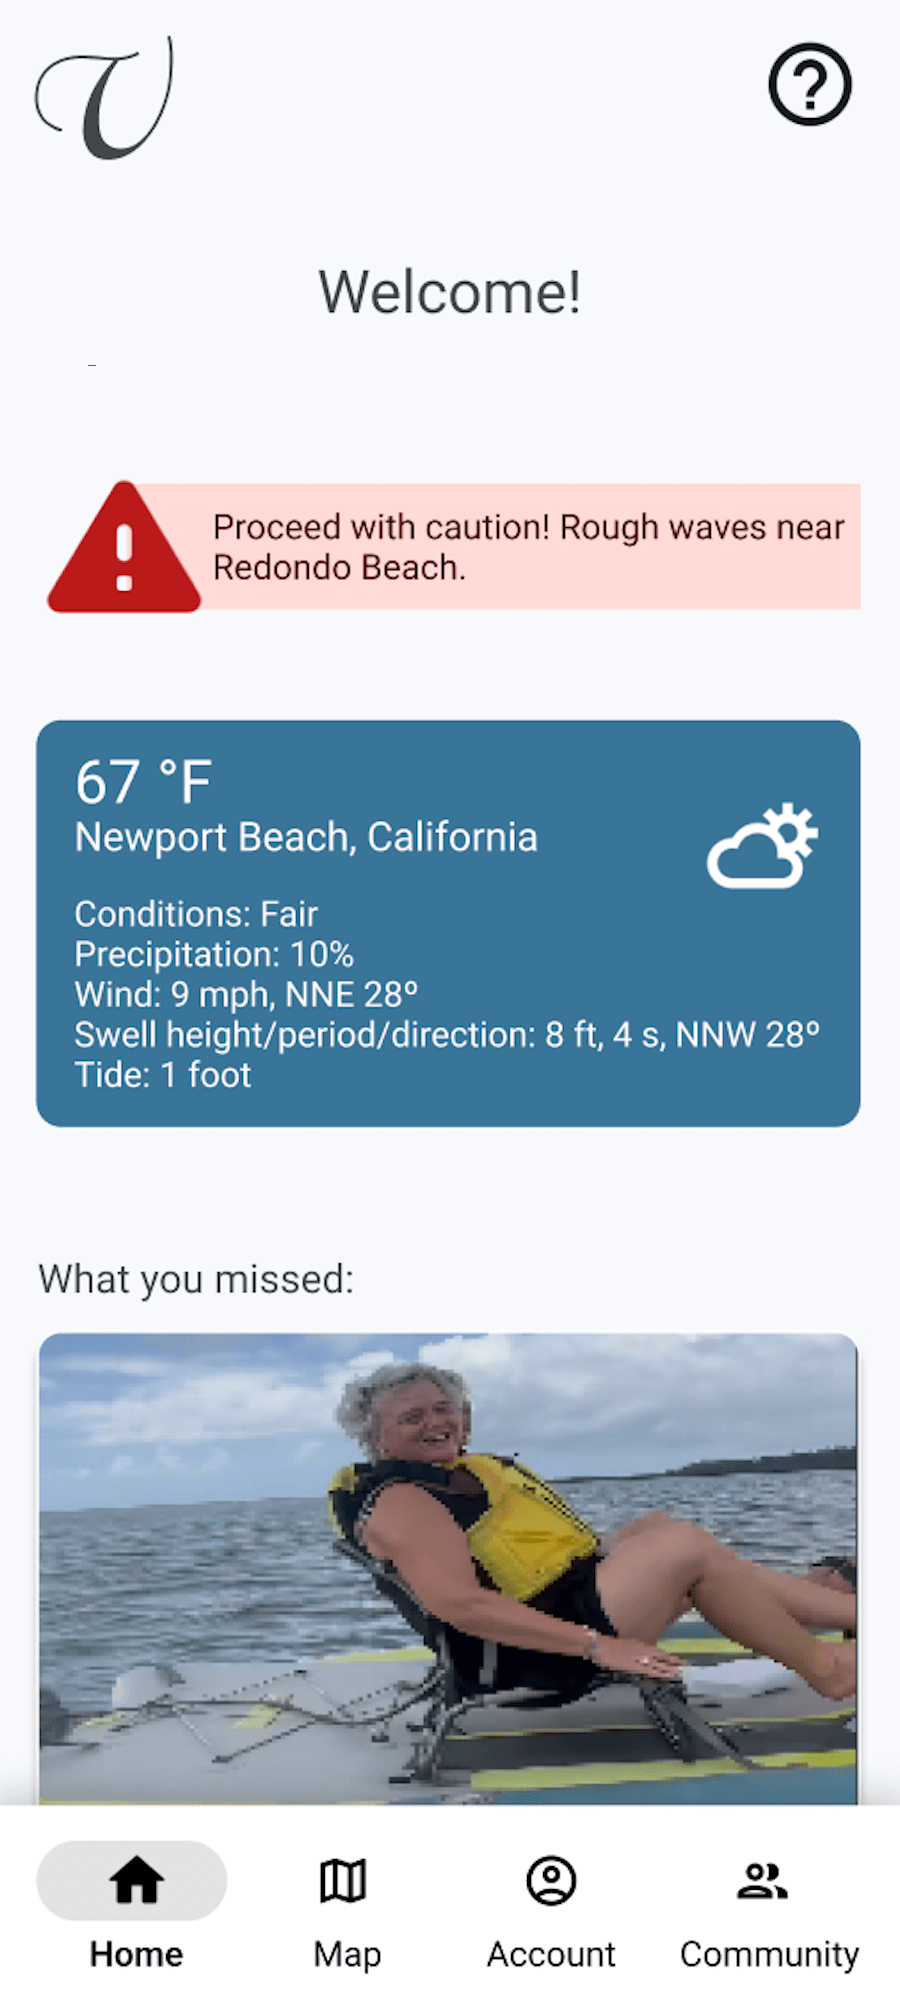 U
Welcome!
Proceed with caution! Rough waves near
Redondo Beach.
67 °F
Newport Beach, California
Conditions: Fair
Precipitation: 10%
Wind: 9 mph, NNE 28º
Swell height/period/direction: 8 ft, 4 s, NNW 28º
Tide: 1 foot
What you missed:
Home
Map
Account
Community